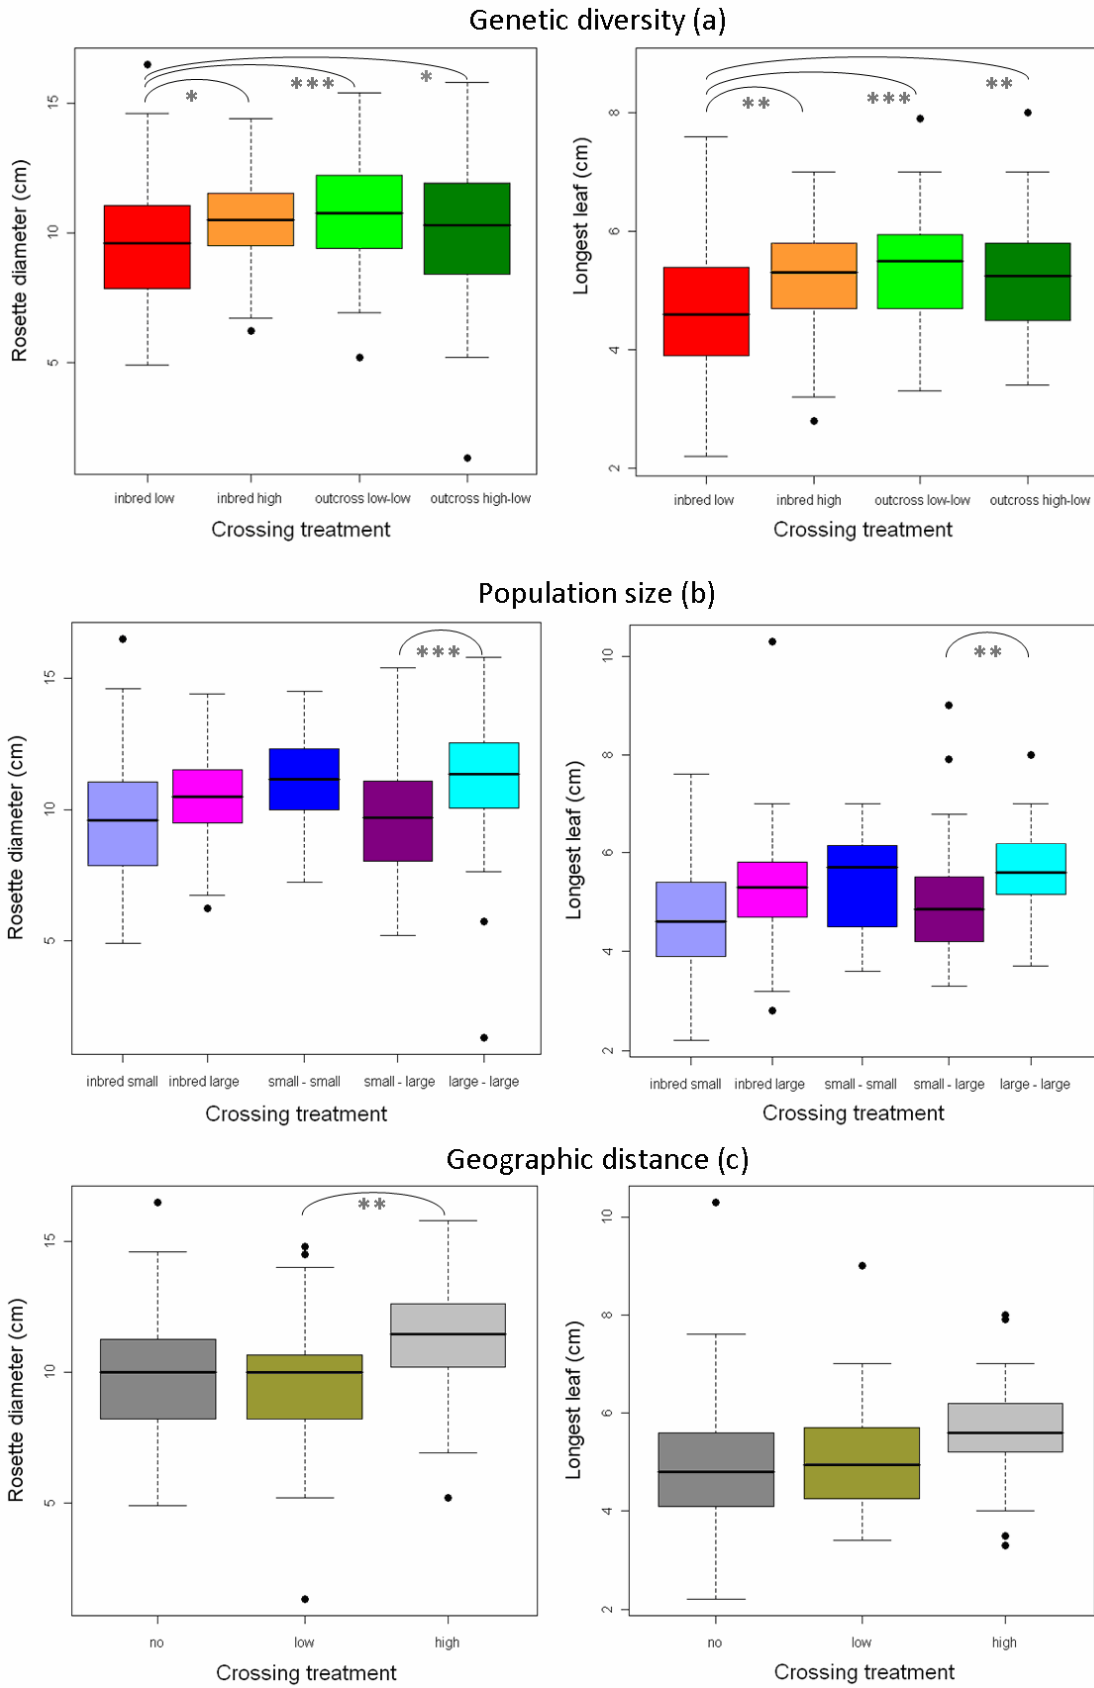 Genetic diversity (a)
Rosette diameter (cm)
15
10
5
*
***
*
inbred low
inbred high
outcross low-low
outcross high-low
Crossing treatment
Longest leaf (cm)
8
6
4
2
**
***
**
inbred low
inbred high
outcross low-low
outcross high-low
Crossing treatment
Population size (b)
Rosette diameter (cm)
15
10
5
***
inbred small
inbred large
small - small
small - large
large - large
Crossing treatment
Longest leaf (cm)
10
8
6
4
2
**
inbred small
inbred large
small - small
small - large
large - large
Crossing treatment
Geographic distance (c)
Rosette diameter (cm)
15
10
5
**
no
low
high
Crossing treatment
Longest leaf (cm)
10
8
6
4
2
no
low
high
Crossing treatment